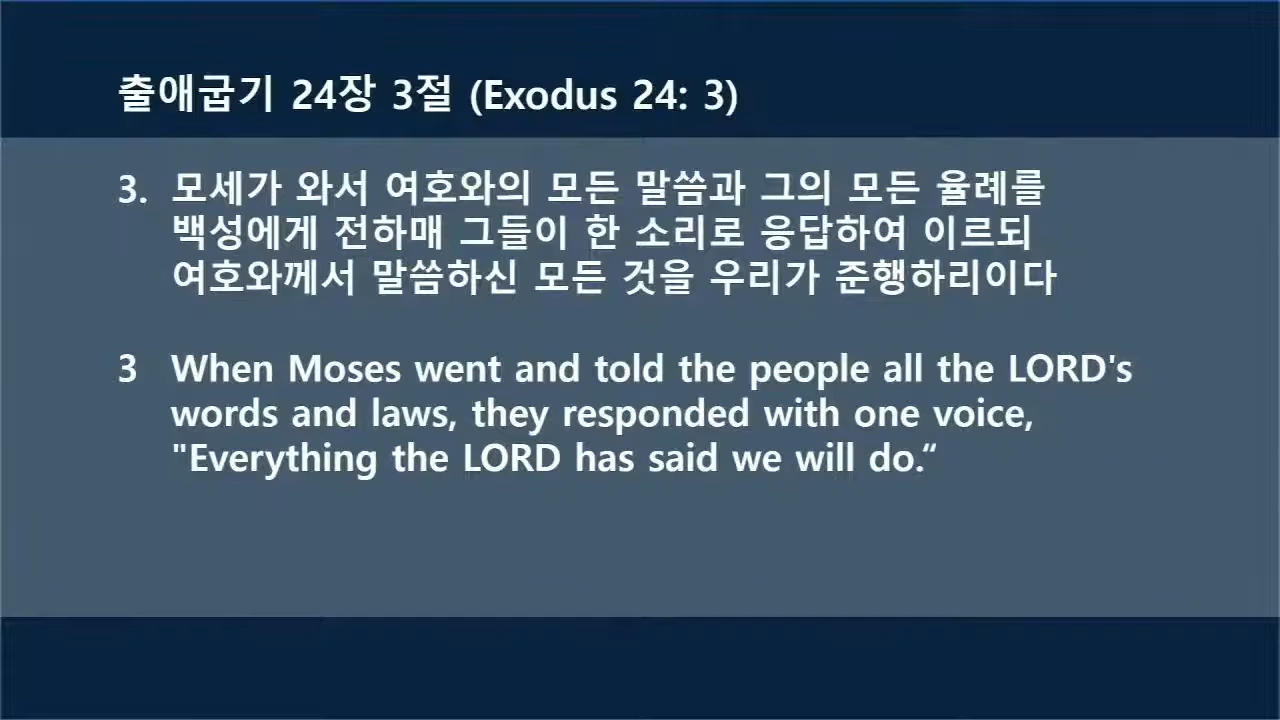 출애굽기 24장 3절 (Exodus 24: 3)
3. 모세가 와서 여호와의 모든 말씀과 그의 모든 율례를
백성에게 전하매 그들이 한 소리로 응답하여 이르되
여호와께서 말씀하신 모든 것을 우리가 준행하리이다
3 When Moses went and told the people all the LORD's
words and laws, they responded with one voice,
"Everything the LORD has said we will do.“